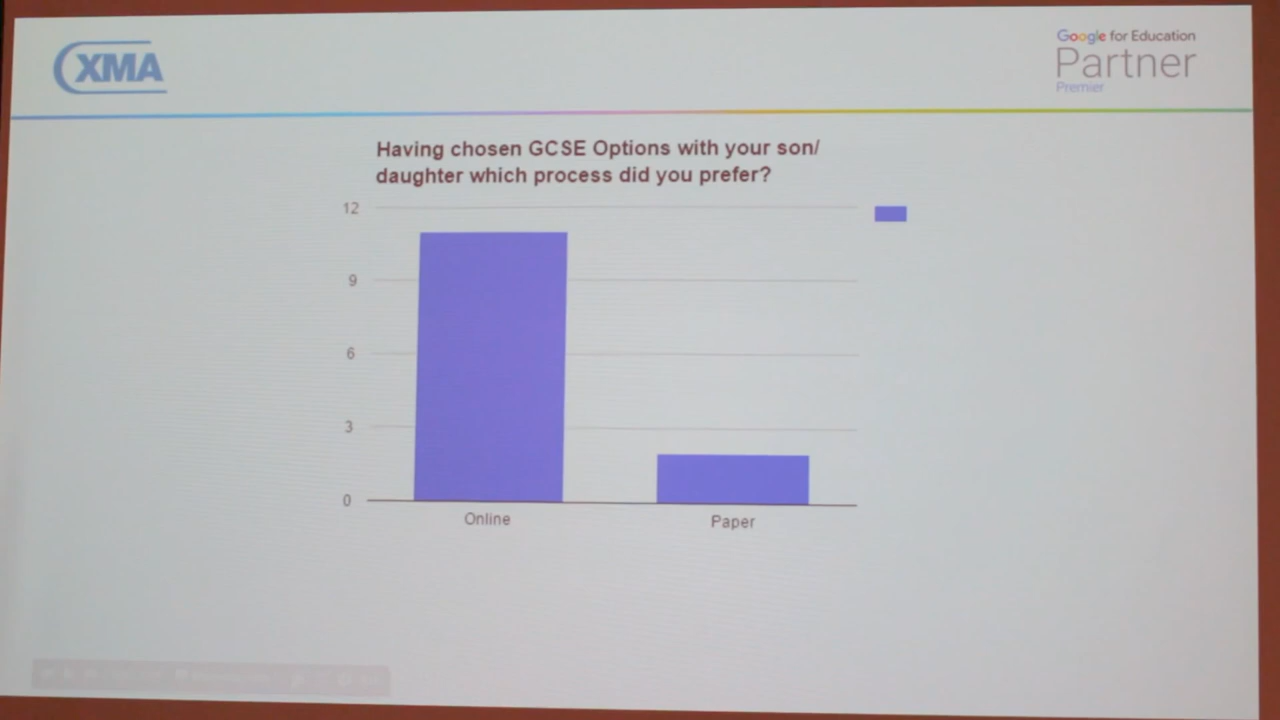 XMA
Google for Education
Partner
Premier
Having chosen GCSE Options with your son/
daughter which process did you prefer?
12
9
6
3
0
Online
Paper